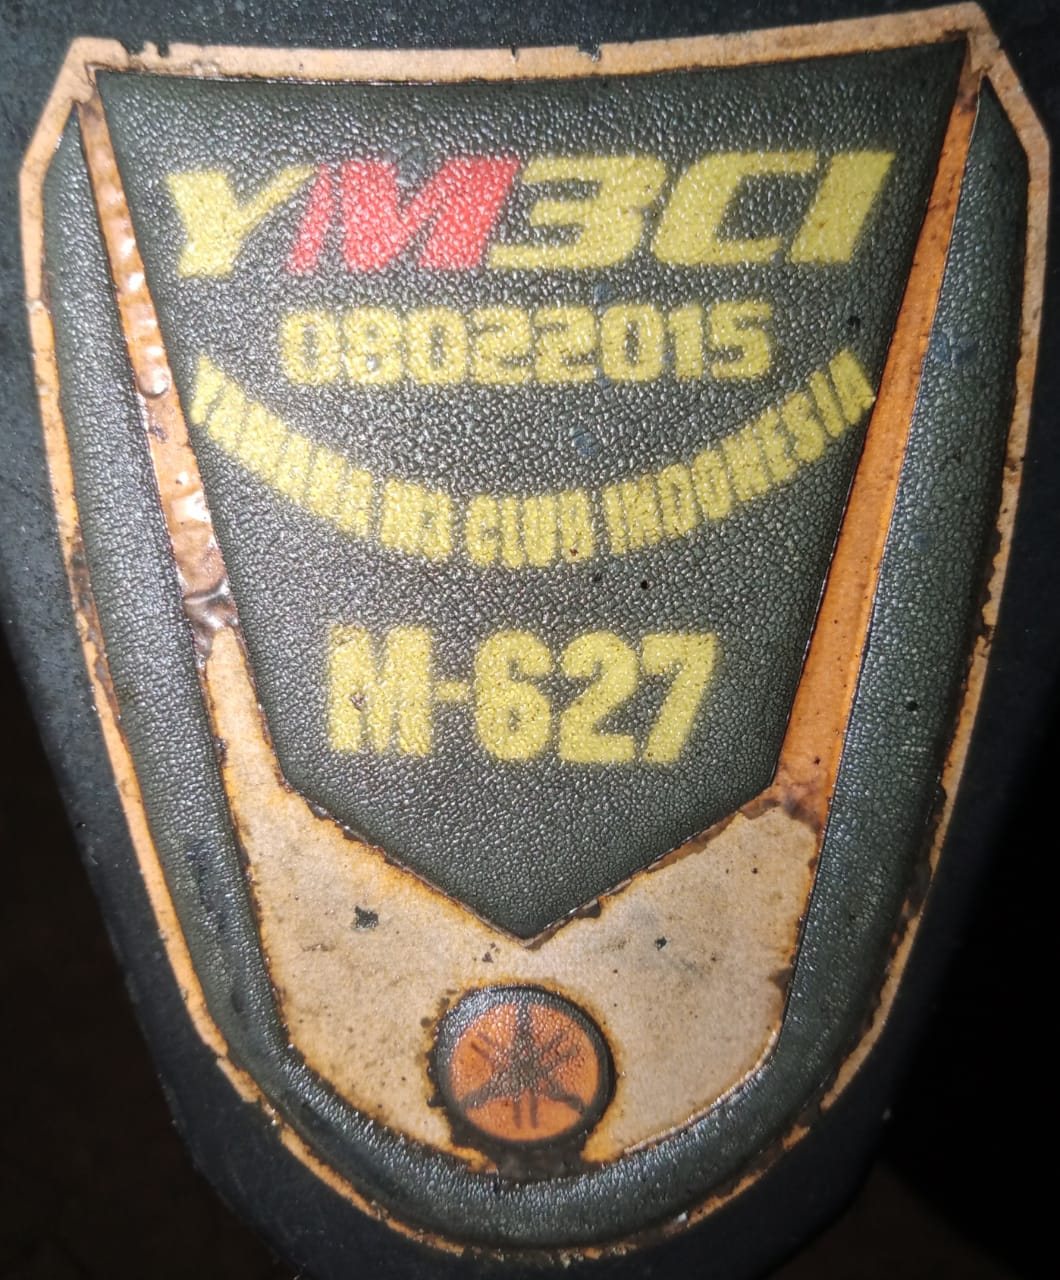 YM3CI
08022015
YAMAHA M3 CLUB INDONESIA
M-627